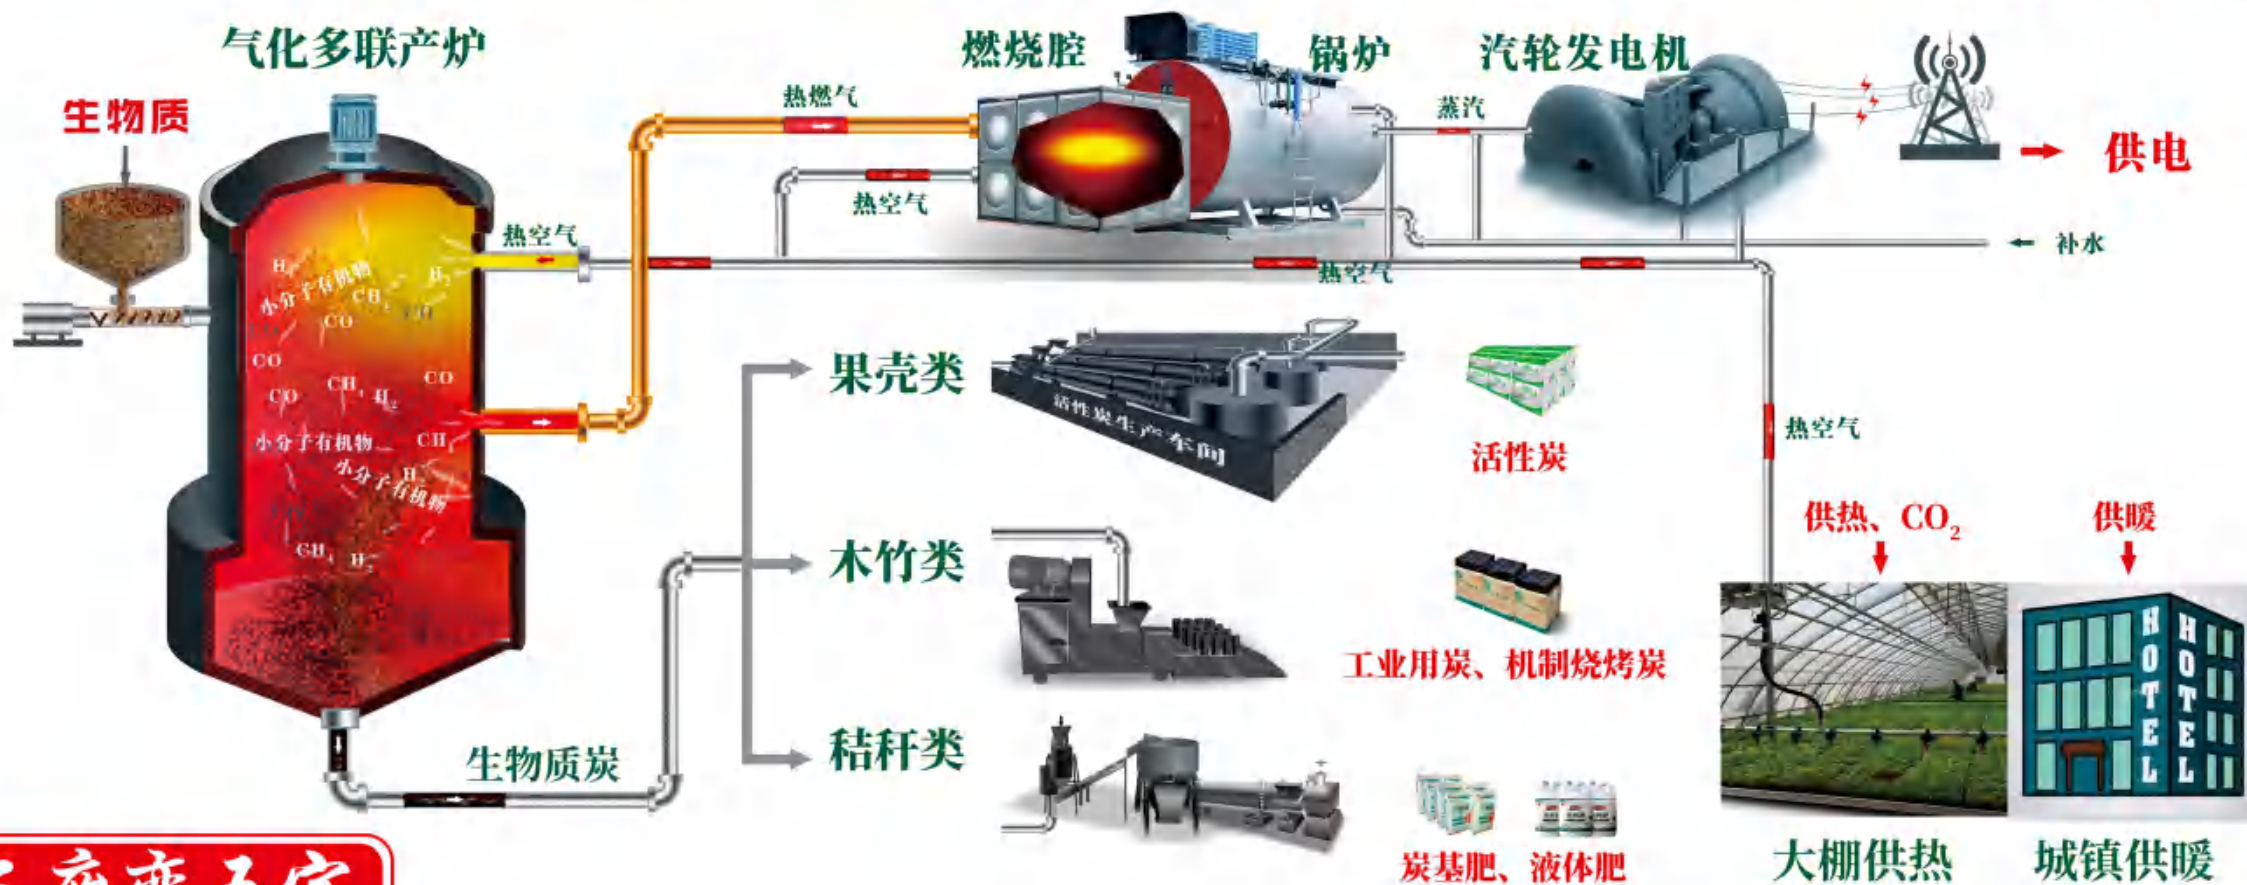 气化多联产炉
燃烧腔
锅炉
汽轮发电机
生物质
热燃气
蒸汽
供电
热空气
热空气
补水
热空气
H₂
小分子有机物
CH₄
CO
CO
CO
CH₄
H₂
CO
小分子有机物
CH₄
小分子有机物
H₂
CH₄
H₂
果壳类
活性炭生产车间
活性炭
热空气
供热、CO₂
供暖
木竹类
工业用炭、机制烧烤炭
HOTEL
HOTEL
生物质炭
秸秆类
炭基肥、液体肥
大棚供热
城镇供暖